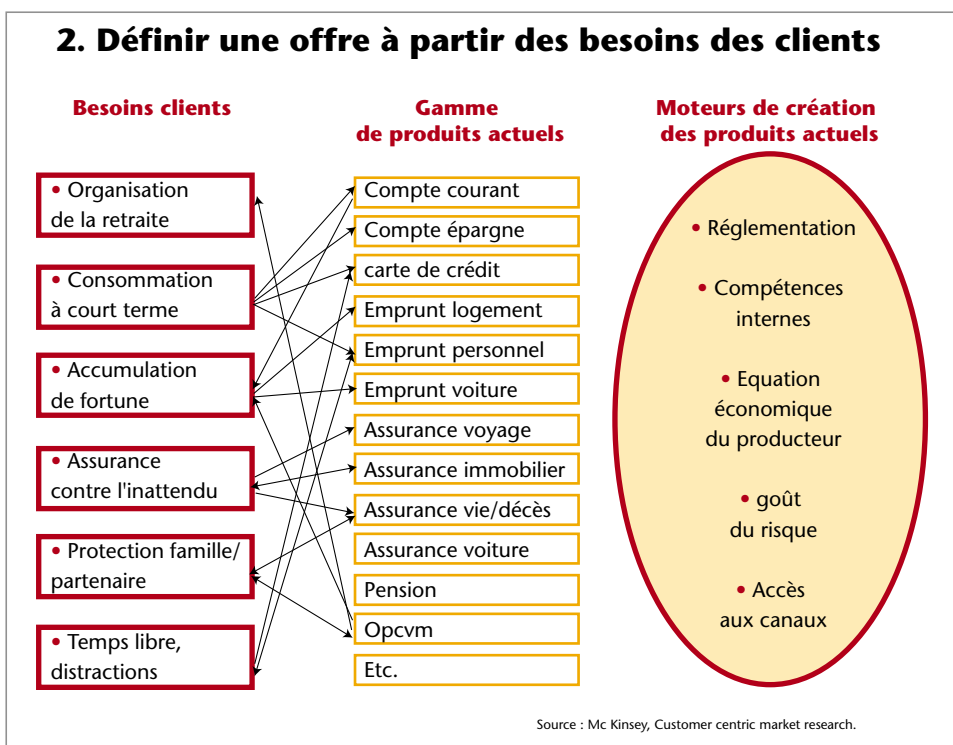 2. Définir une offre à partir des besoins des clients
Besoins clients
• Organisation
de la retraite
• Consommation
à court terme
• Accumulation
de fortune
• Assurance
contre l'inattendu
• Protection famille/
partenaire
• Temps libre,
distractions
Gamme
de produits actuels
Compte courant
Compte épargne
carte de crédit
Emprunt logement
Emprunt personnel
Emprunt voiture
Assurance voyage
Assurance immobilier
Assurance vie/décès
Assurance voiture
Pension
Opcvm
Etc.
Moteurs de création
des produits actuels
• Réglementation
• Compétences
internes
• Equation
économique
du producteur
• goût
du risque
• Accès
aux canaux
Source : Mc Kinsey, Customer centric market research.